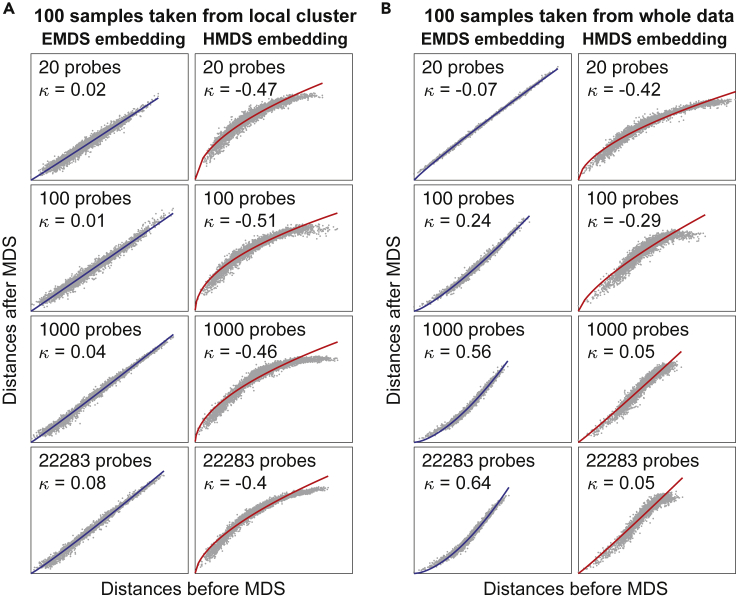 A 100 samples taken from local cluster
EMDS embedding HMDS embedding
20 probes
κ = 0.02
20 probes
κ = -0.47
100 probes
κ = 0.01
100 probes
κ = -0.51
1000 probes
κ = 0.04
1000 probes
κ = -0.46
22283 probes
κ = 0.08
22283 probes
κ = -0.4
Distances after MDS
Distances before MDS
B 100 samples taken from whole data
EMDS embedding HMDS embedding
20 probes
κ = -0.07
20 probes
κ = -0.42
100 probes
κ = 0.24
100 probes
κ = -0.29
1000 probes
κ = 0.56
1000 probes
κ = 0.05
22283 probes
κ = 0.64
22283 probes
κ = 0.05
Distances after MDS
Distances before MDS